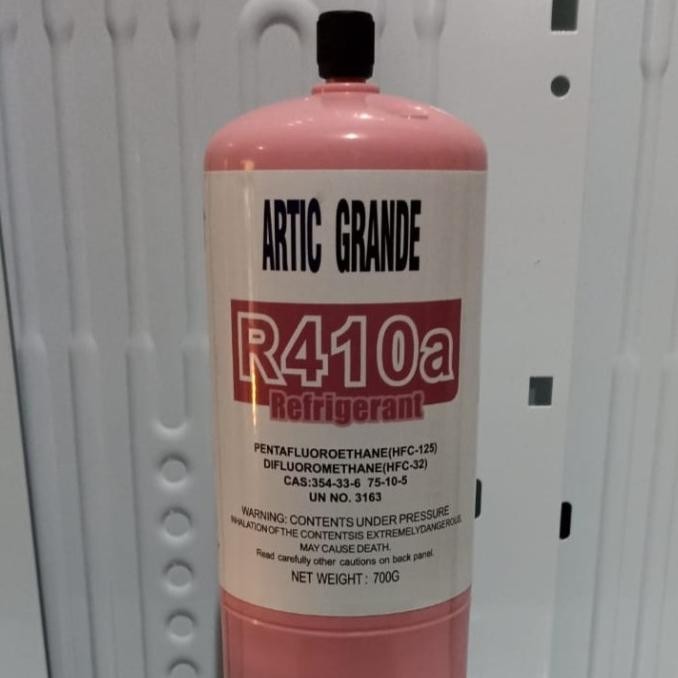 ARTIC GRANDE
R410a
Refrigerant
PENTAFLUOROETHANE(HFC-125)
DIFLUOROMETHANE(HFC-32)
CAS:354-33-6 75-10-5
UN NO. 3163
WARNING: CONTENTS UNDER PRESSURE
INHALATION OF THE CONTENTSIS EXTREMELYDANGEROUS,
MAY CAUSE DEATH.
Read carefully other cautions on back panel.
NET WEIGHT : 700G